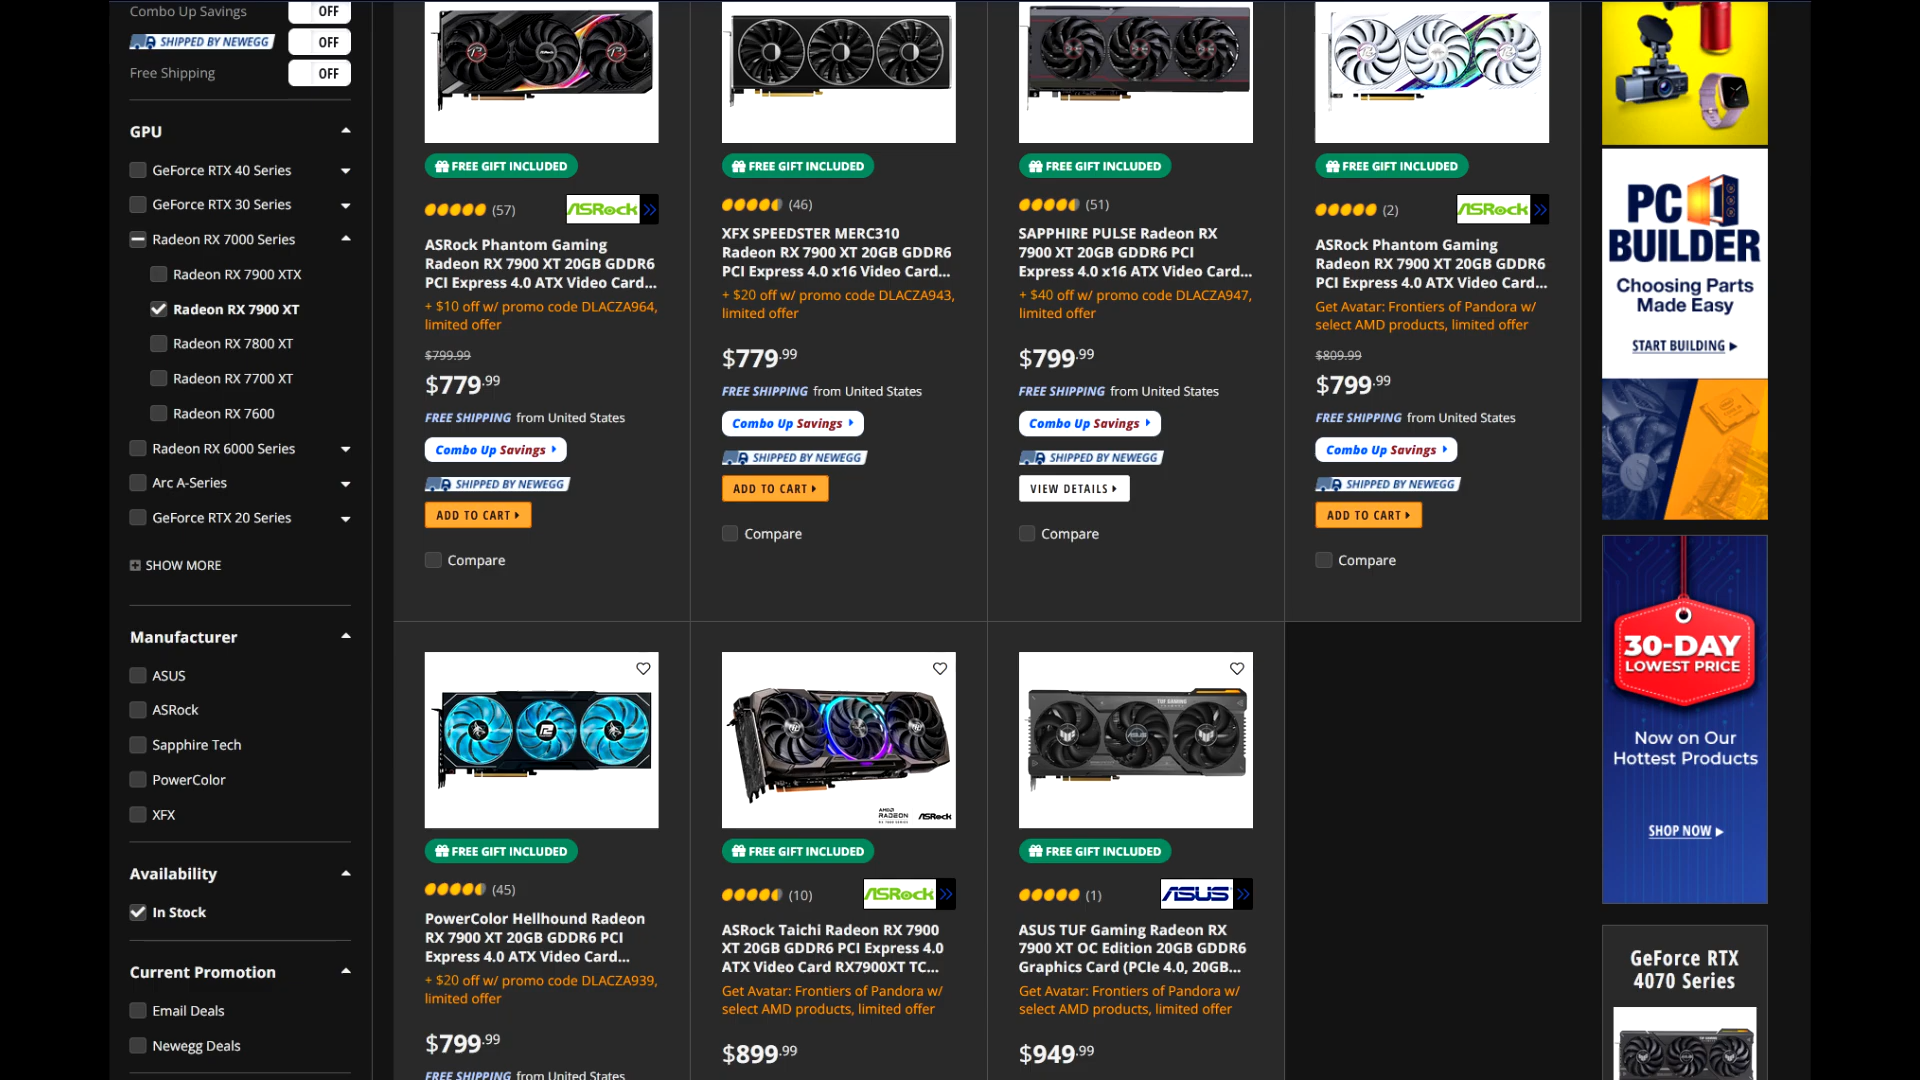 Combo Up Savings OFF
SHIPPED BY NEWEGG OFF
Free Shipping OFF
GPU
GeForce RTX 40 Series
GeForce RTX 30 Series
Radeon RX 7000 Series
Radeon RX 7900 XTX
Radeon RX 7900 XT
Radeon RX 7800 XT
Radeon RX 7700 XT
Radeon RX 7600
Radeon RX 6000 Series
Arc A-Series
GeForce RTX 20 Series
SHOW MORE
Manufacturer
ASUS
ASRock
Sapphire Tech
PowerColor
XFX
Availability
In Stock
Current Promotion
Email Deals
Newegg Deals
FREE GIFT INCLUDED
(57) ASRock
ASRock Phantom Gaming
Radeon RX 7900 XT 20GB GDDR6
PCI Express 4.0 ATX Video Card...
+ $10 off w/ promo code DLACZA964,
limited offer
$799.99
$779.99
FREE SHIPPING from United States
Combo Up Savings
SHIPPED BY NEWEGG
ADD TO CART
Compare
FREE GIFT INCLUDED
(46)
XFX SPEEDSTER MERC310
Radeon RX 7900 XT 20GB GDDR6
PCI Express 4.0 x16 Video Card...
+ $20 off w/ promo code DLACZA943,
limited offer
$779.99
FREE SHIPPING from United States
Combo Up Savings
SHIPPED BY NEWEGG
ADD TO CART
Compare
FREE GIFT INCLUDED
(51)
SAPPHIRE PULSE Radeon RX
7900 XT 20GB GDDR6 PCI
Express 4.0 x16 ATX Video Card...
+ $40 off w/ promo code DLACZA947,
limited offer
$799.99
FREE SHIPPING from United States
Combo Up Savings
SHIPPED BY NEWEGG
VIEW DETAILS
Compare
FREE GIFT INCLUDED
(2) ASRock
ASRock Phantom Gaming
Radeon RX 7900 XT 20GB GDDR6
PCI Express 4.0 ATX Video Card...
Get Avatar: Frontiers of Pandora w/
select AMD products, limited offer
$809.99
$799.99
FREE SHIPPING from United States
Combo Up Savings
SHIPPED BY NEWEGG
ADD TO CART
Compare
FREE GIFT INCLUDED
(45)
PowerColor Hellhound Radeon
RX 7900 XT 20GB GDDR6 PCI
Express 4.0 ATX Video Card...
+ $20 off w/ promo code DLACZA939,
limited offer
$799.99
FREE SHIPPING from United States
AMD
RADEON
ASRock
FREE GIFT INCLUDED
(10) ASRock
ASRock Taichi Radeon RX 7900
XT 20GB GDDR6 PCI Express 4.0
ATX Video Card RX7900XT TC...
Get Avatar: Frontiers of Pandora w/
select AMD products, limited offer
$899.99
TUF GAMING
FREE GIFT INCLUDED
(1) ASUS
ASUS TUF Gaming Radeon RX
7900 XT OC Edition 20GB GDDR6
Graphics Card (PCIe 4.0, 20GB...
Get Avatar: Frontiers of Pandora w/
select AMD products, limited offer
$949.99
PC
BUILDER
Choosing Parts
Made Easy
START BUILDING
30-DAY
LOWEST PRICE
Now on Our
Hottest Products
SHOP NOW
GeForce RTX
4070 Series